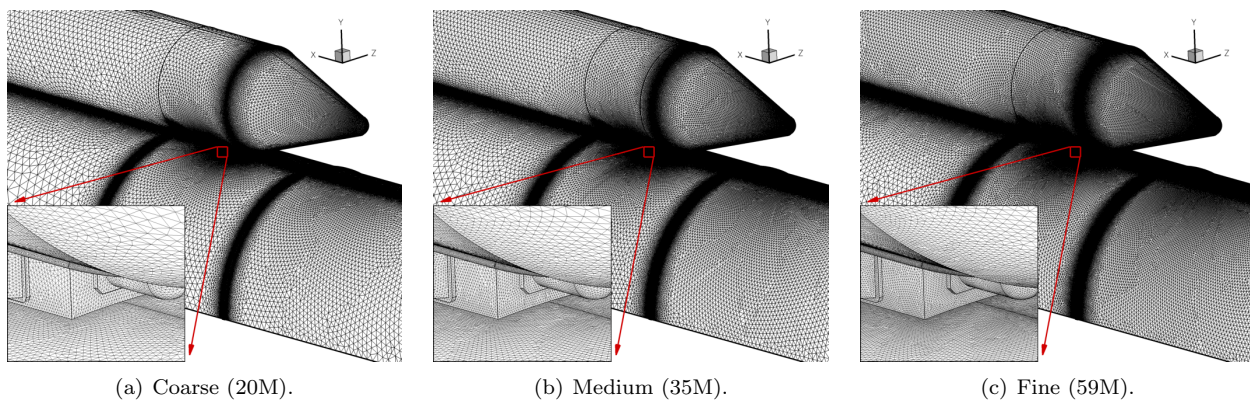 Y
X
Z
Y
X
Z
Y
X
Z
(a) Coarse (20M).
(b) Medium (35M).
(c) Fine (59M).